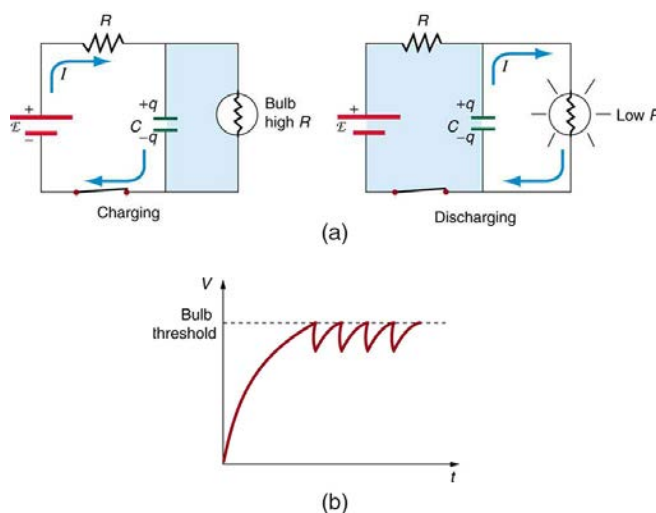 R
I
+
ℰ
–
+q
C
–q
Bulb
high R
Charging
R
I
+
ℰ
–
+q
C
–q
Low R
Discharging
(a)
V
Bulb
threshold
t
(b)